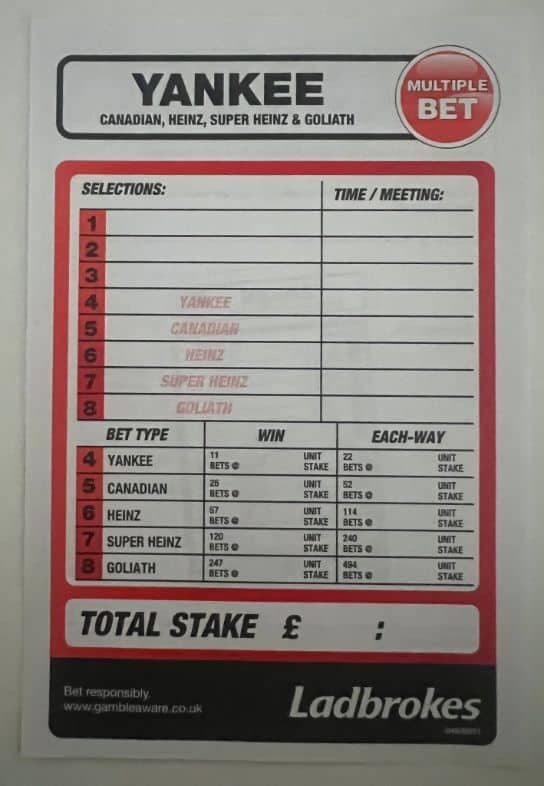 YANKEE
CANADIAN, HEINZ, SUPER HEINZ & GOLIATH
MULTIPLE
BET
SELECTIONS: TIME / MEETING:
1
2
3
4 YANKEE
5 CANADIAN
6 HEINZ
7 SUPER HEINZ
8 GOLIATH
BET TYPE WIN EACH-WAY
4 YANKEE 11 BETS @ UNIT STAKE 22 BETS @ UNIT STAKE
5 CANADIAN 26 BETS @ UNIT STAKE 52 BETS @ UNIT STAKE
6 HEINZ 57 BETS @ UNIT STAKE 114 BETS @ UNIT STAKE
7 SUPER HEINZ 120 BETS @ UNIT STAKE 240 BETS @ UNIT STAKE
8 GOLIATH 247 BETS @ UNIT STAKE 494 BETS @ UNIT STAKE
TOTAL STAKE £ :
Bet responsibly.
www.gambleaware.co.uk
Ladbrokes